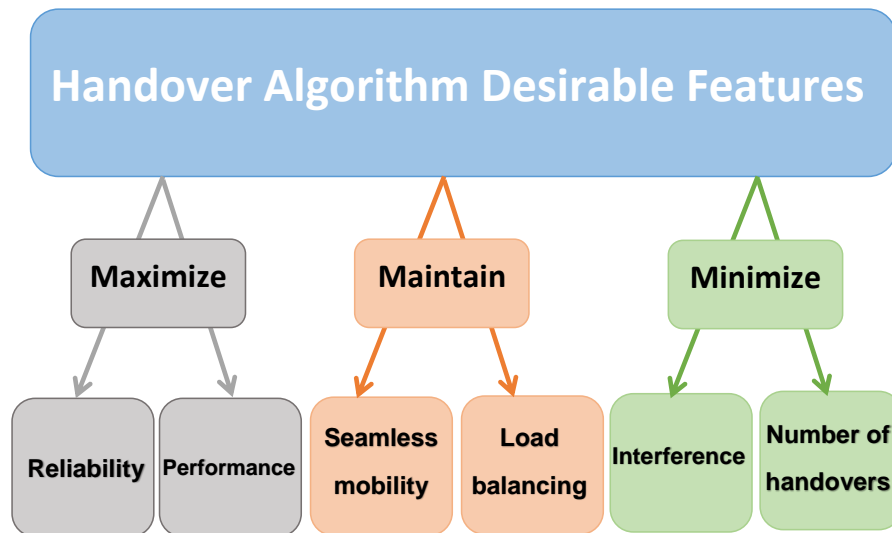 Handover Algorithm Desirable Features
Maximize
Maintain
Minimize
Reliability
Performance
Seamless
mobility
Load
balancing
Interference
Number of
handovers